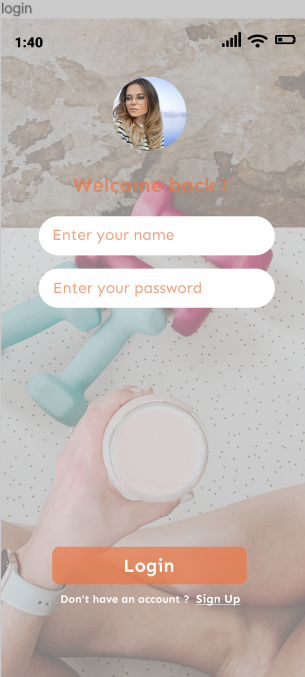 login
1:40
Welcome back !
Enter your name
Enter your password
Login
Don't have an account ? Sign Up